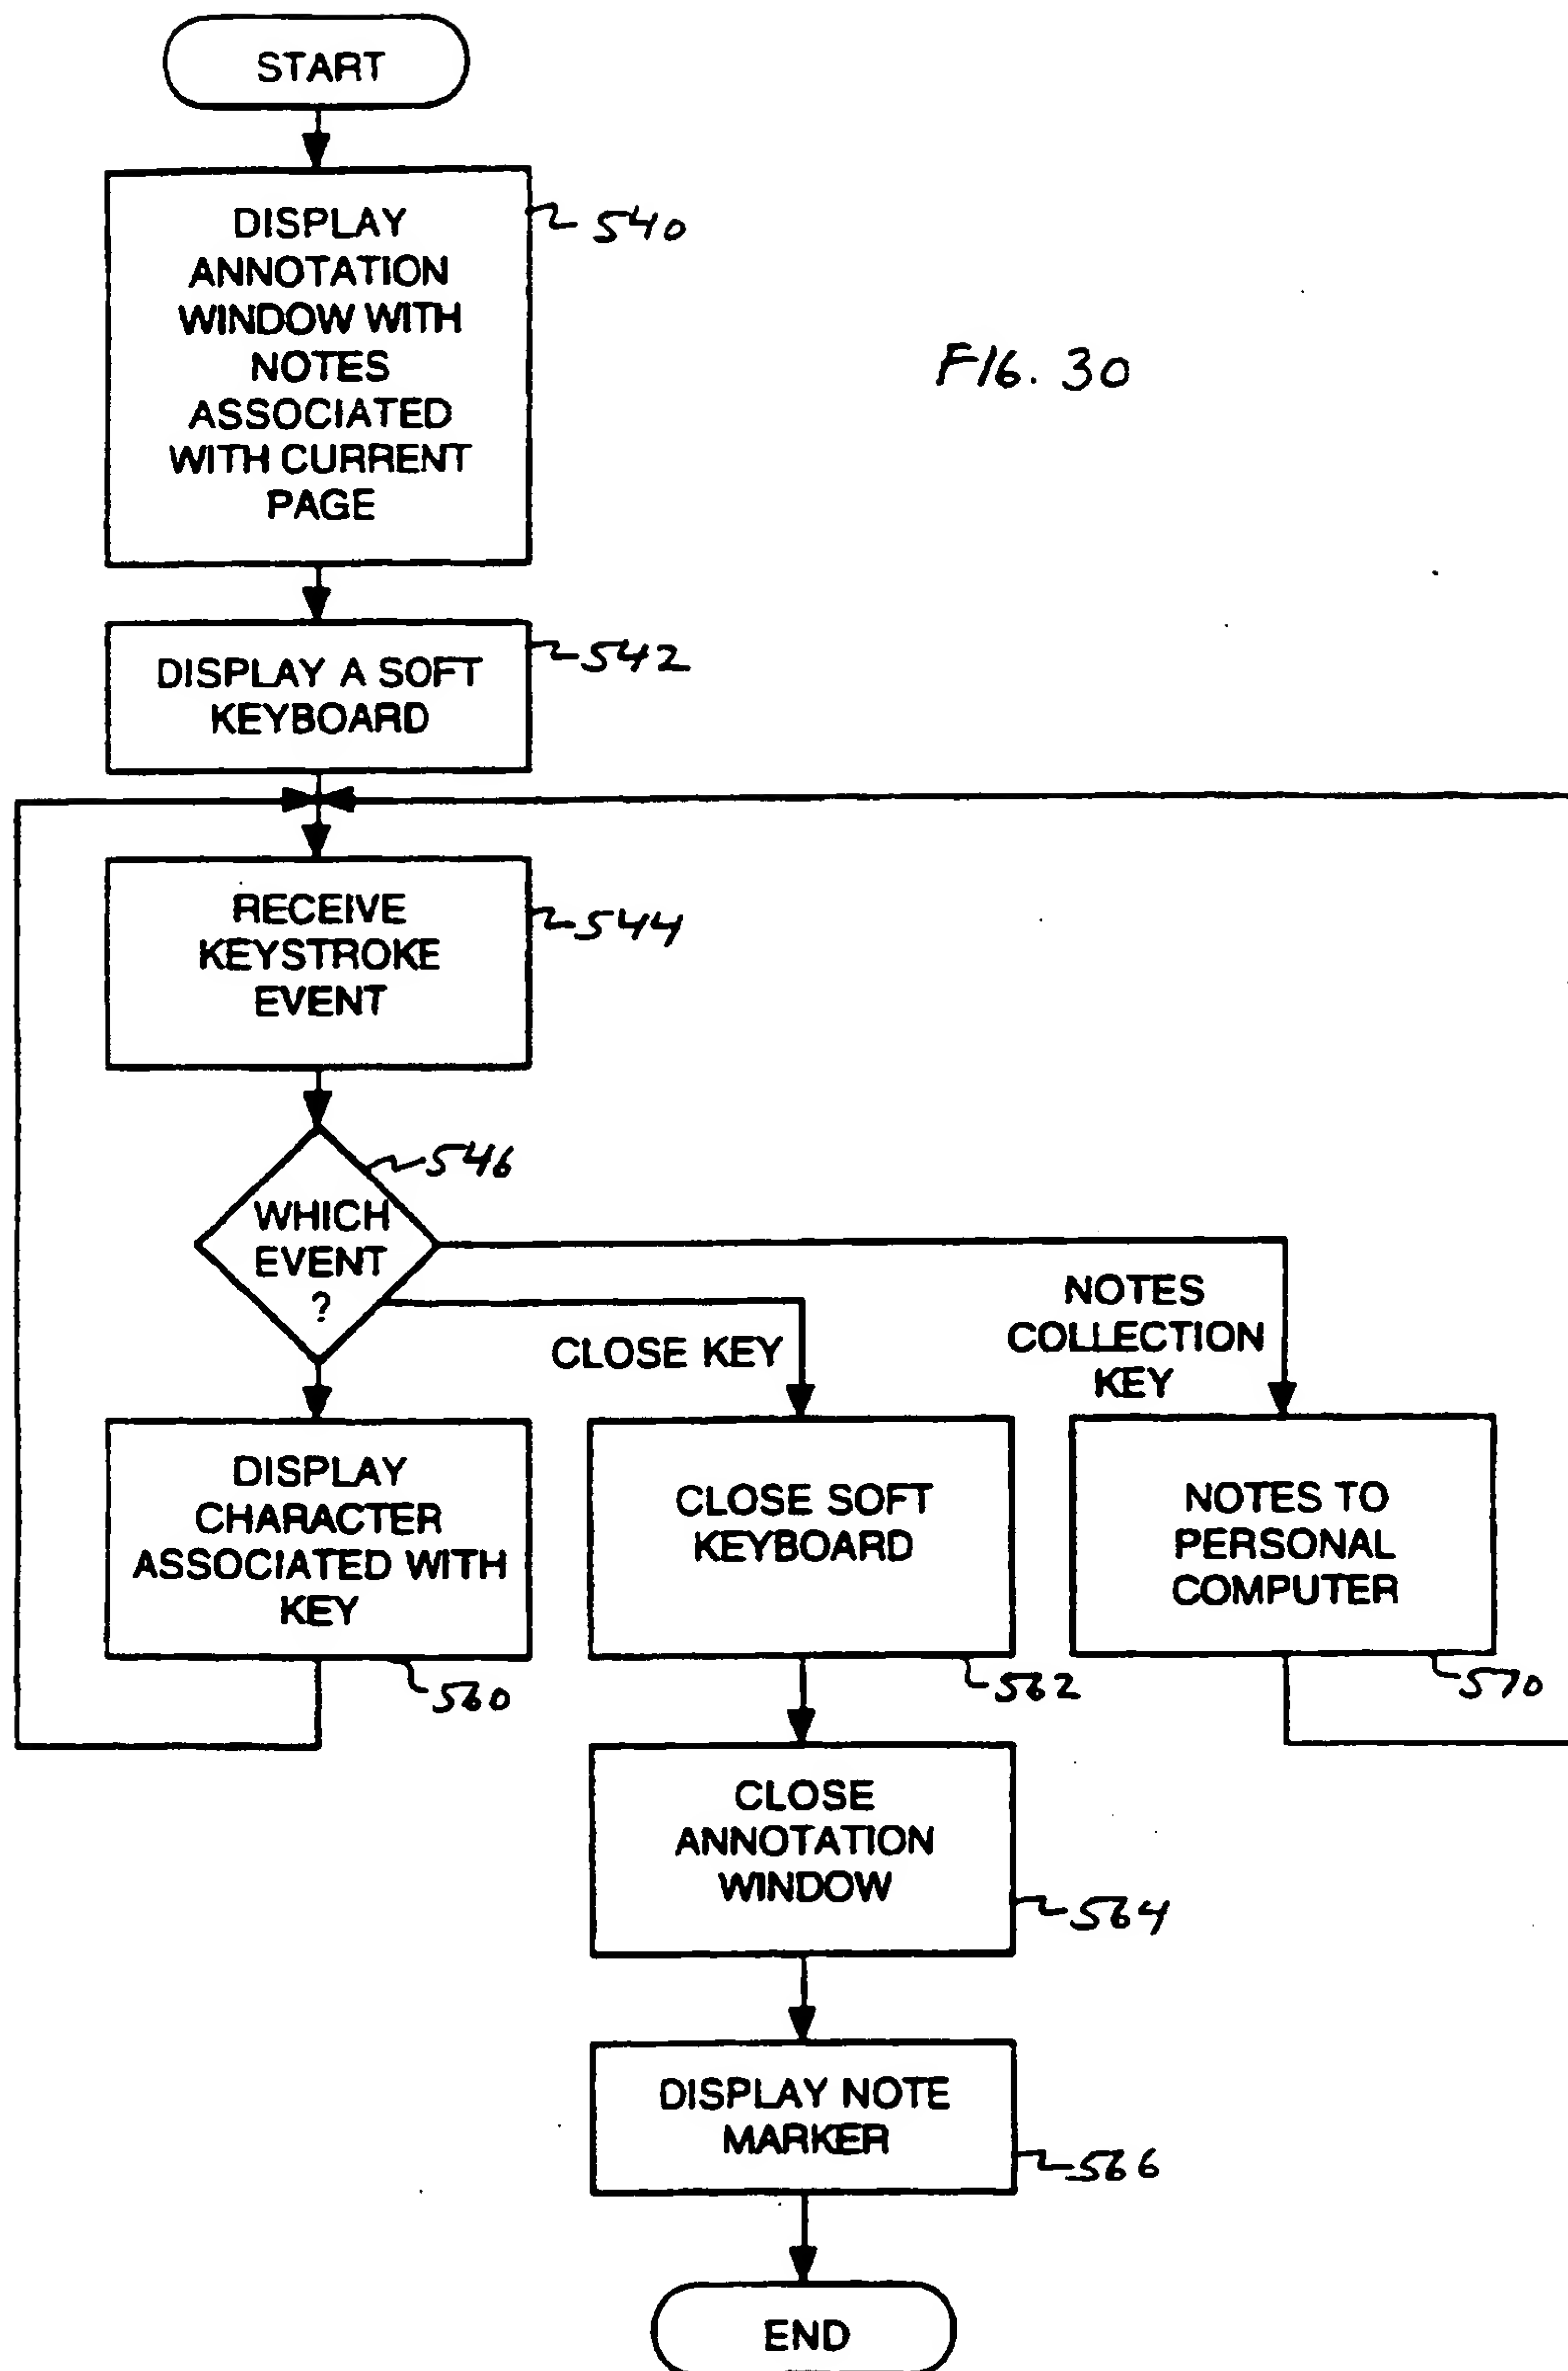 START
DISPLAY
ANNOTATION
WINDOW WITH
NOTES
ASSOCIATED
WITH CURRENT
PAGE
540
FIG. 30
DISPLAY A SOFT
KEYBOARD
542
RECEIVE
KEYSTROKE
EVENT
544
546
WHICH
EVENT
?
CLOSE KEY
NOTES
COLLECTION
KEY
DISPLAY
CHARACTER
ASSOCIATED WITH
KEY
560
CLOSE SOFT
KEYBOARD
562
NOTES TO
PERSONAL
COMPUTER
570
CLOSE
ANNOTATION
WINDOW
564
DISPLAY NOTE
MARKER
566
END